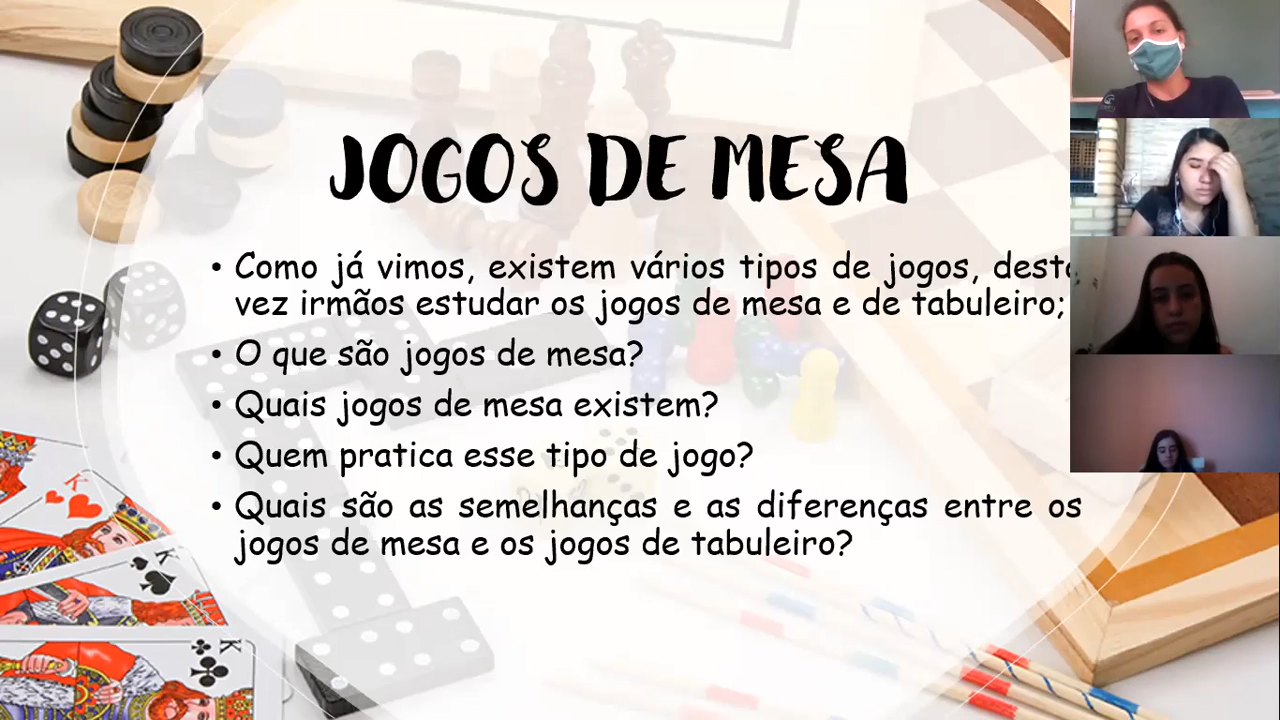 JOGOS DE MESA
• Como já vimos, existem vários tipos de jogos, desta
vez irmãos estudar os jogos de mesa e de tabuleiro;
• O que são jogos de mesa?
• Quais jogos de mesa existem?
• Quem pratica esse tipo de jogo?
• Quais são as semelhanças e as diferenças entre os
jogos de mesa e os jogos de tabuleiro?
K
K
K